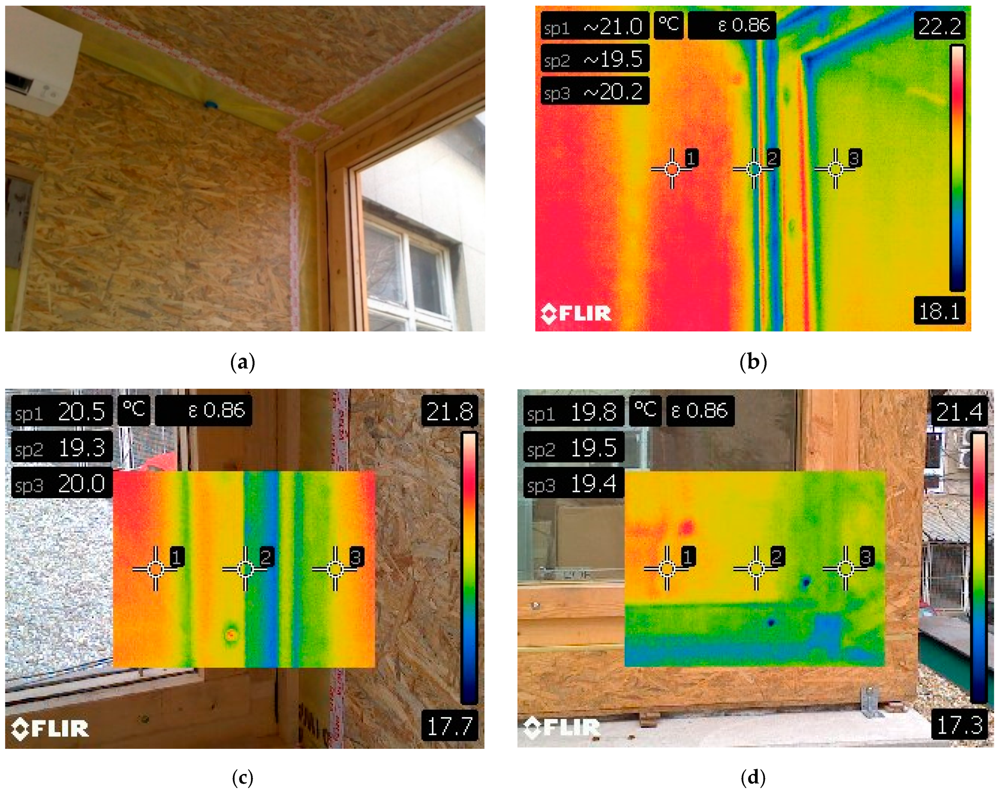 sp1 ~21.0 °C ε 0.86 22.2
sp2 ~19.5
sp3 ~20.2
1 2 3
FLIR 18.1
(a) (b)
sp1 20.5 °C ε 0.86 21.8
sp2 19.3
sp3 20.0
1 2 3
FLIR 17.7
sp1 19.8 °C ε 0.86 21.4
sp2 19.5
sp3 19.4
1 2 3
FLIR 17.3
(c) (d)